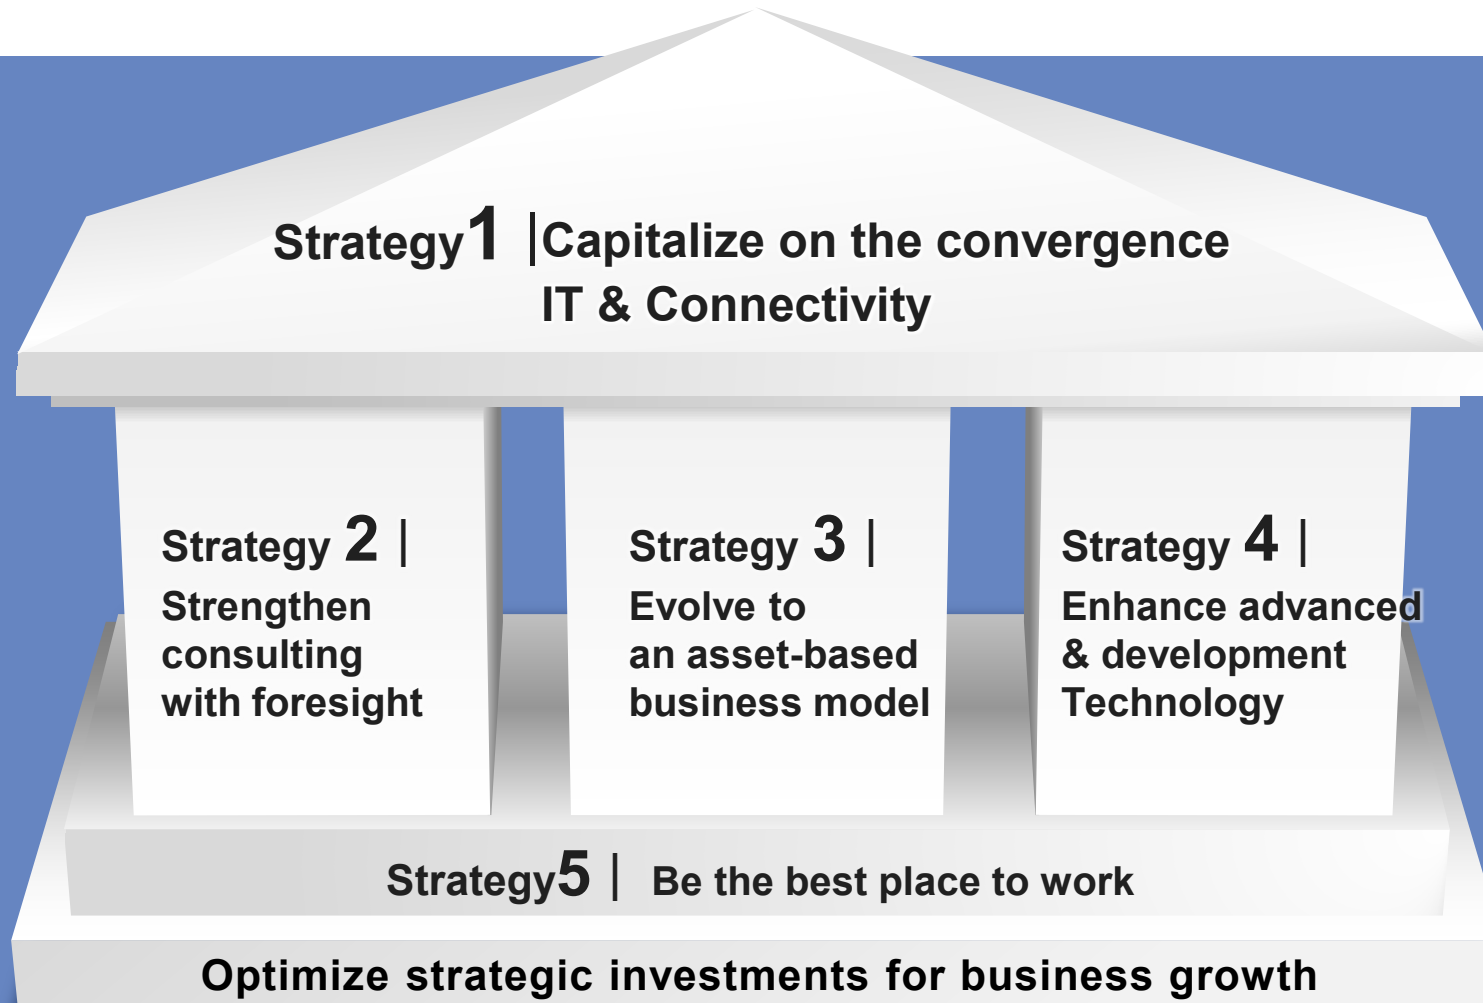 Strategy1 |Capitalize on the convergence
IT & Connectivity
Strategy 2 |
Strengthen
consulting
with foresight
Strategy 3 |
Evolve to
an asset-based
business model
Strategy 4 |
Enhance advanced
& development
Technology
Strategy5 | Be the best place to work
Optimize strategic investments for business growth